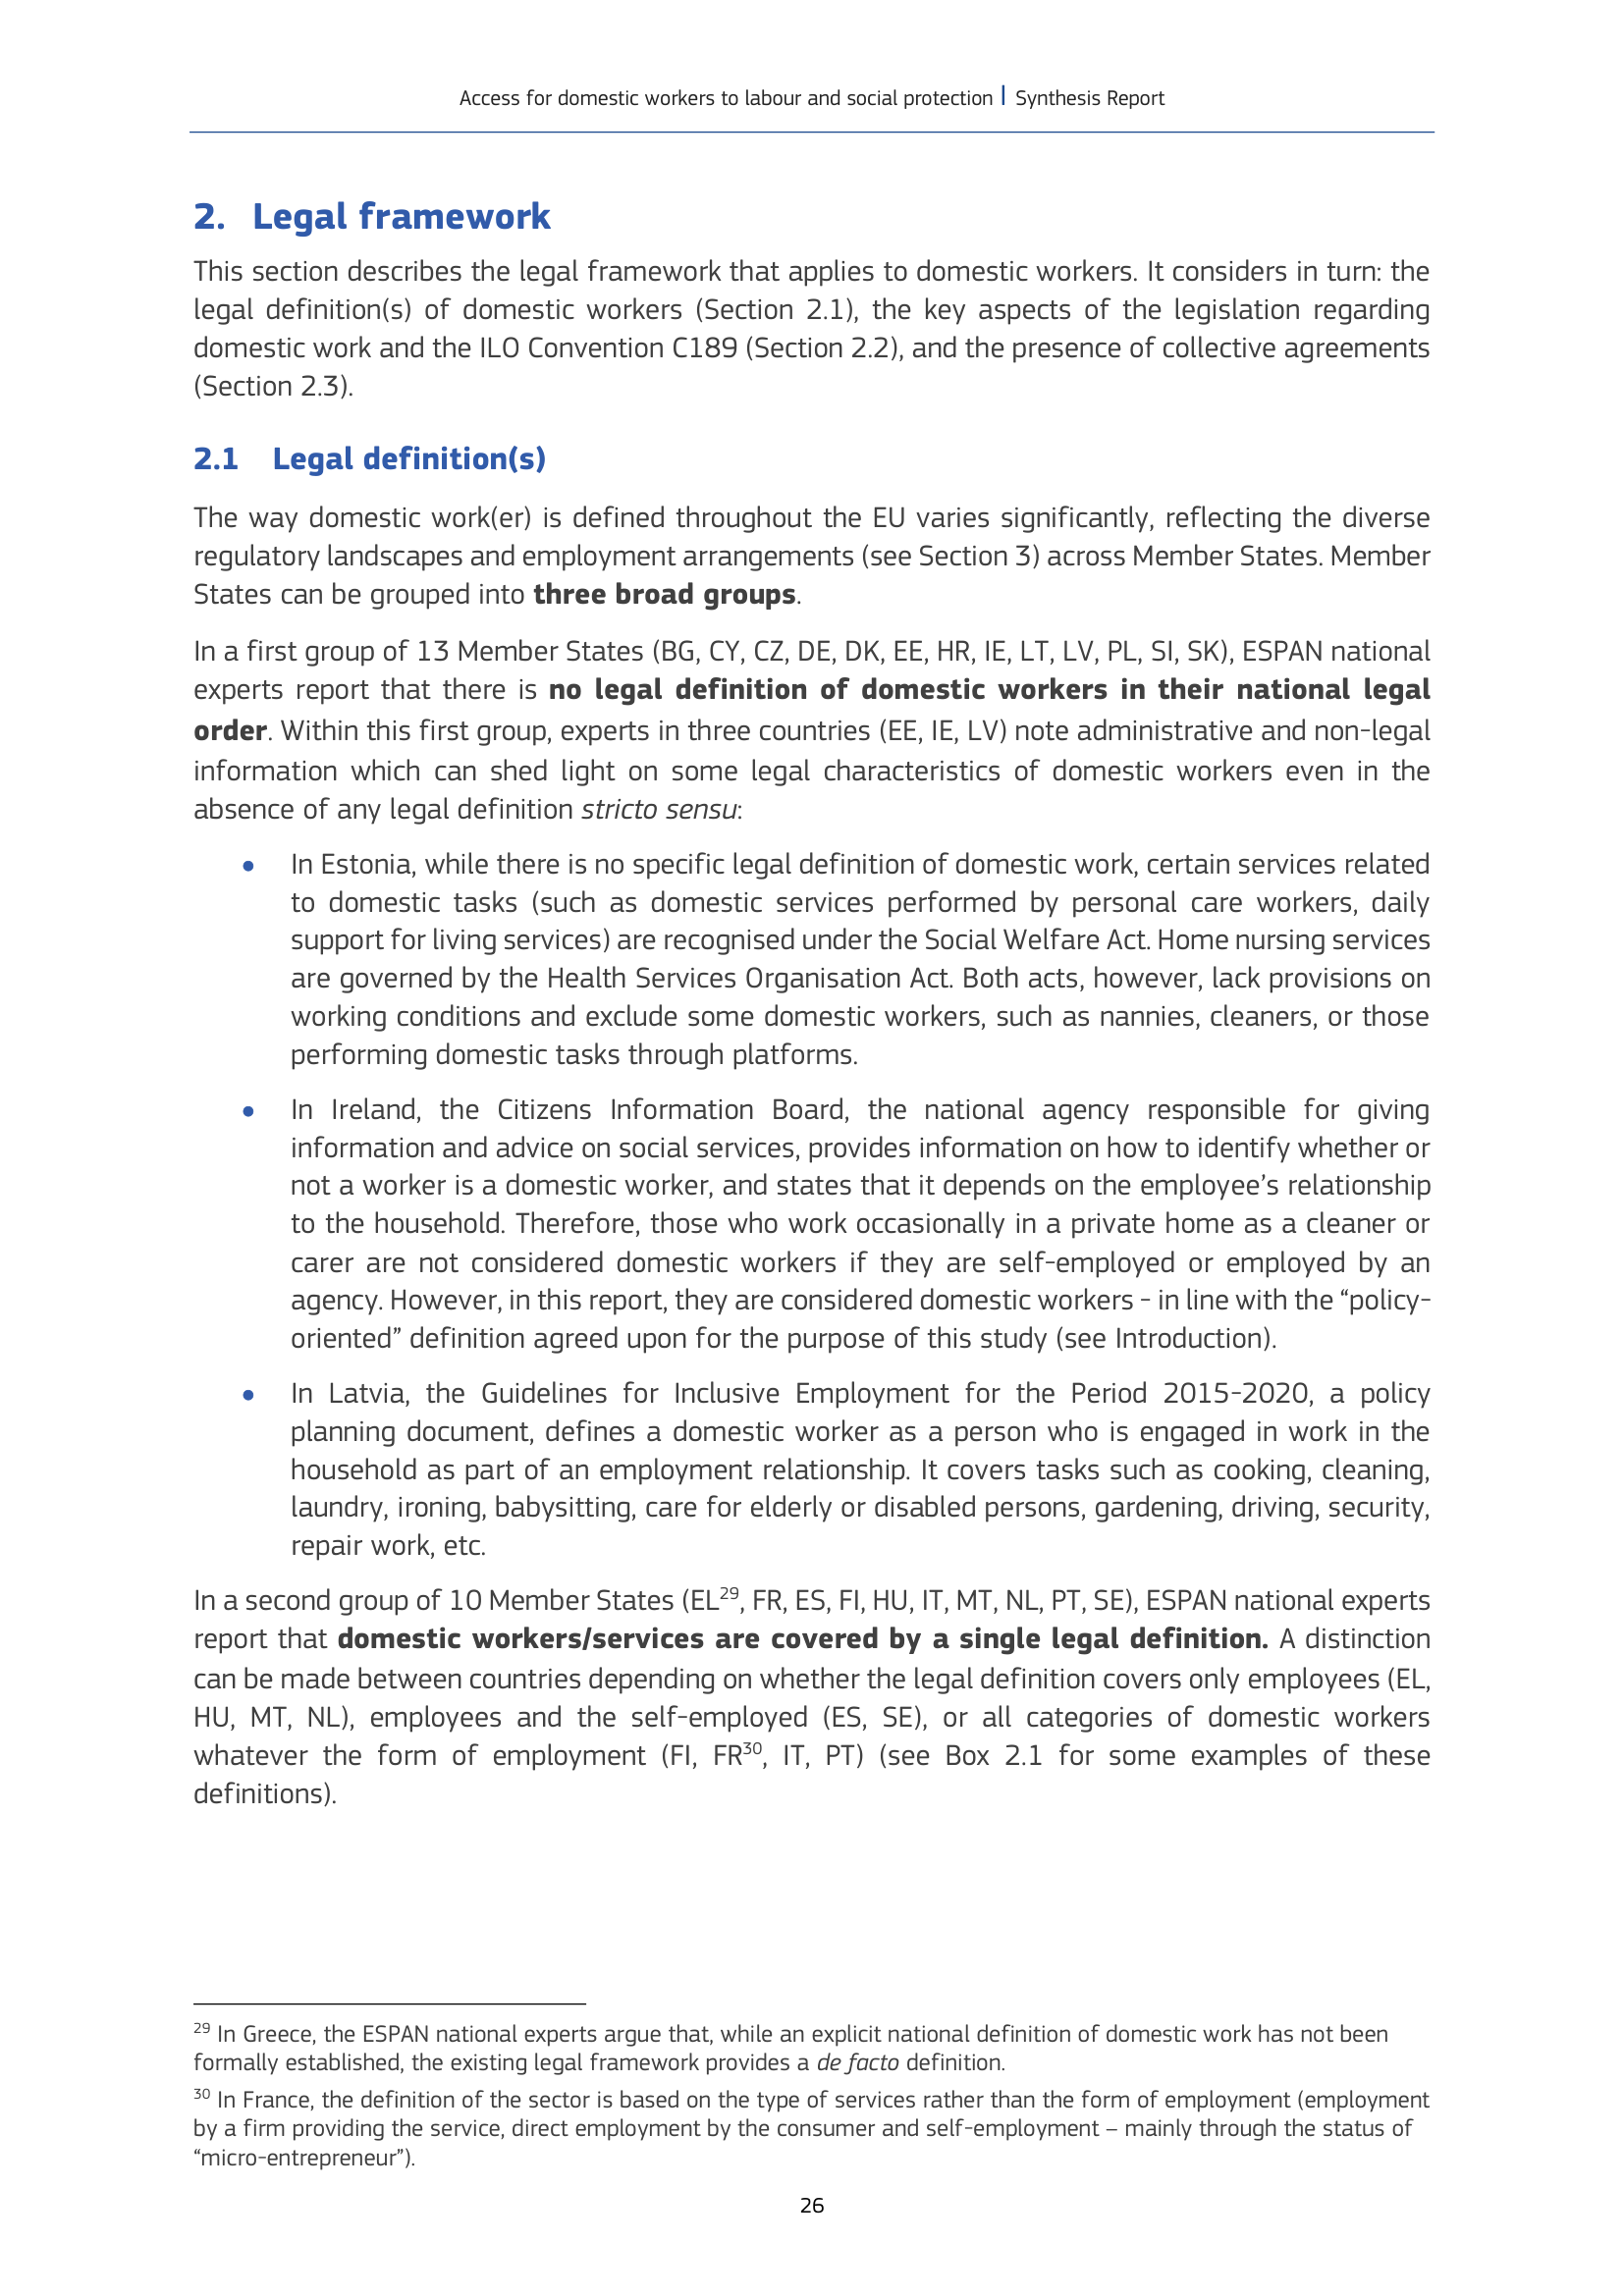 Access for domestic workers to labour and social protection | Synthesis Report
2. Legal framework
This section describes the legal framework that applies to domestic workers. It considers in turn: the
legal definition(s) of domestic workers (Section 2.1), the key aspects of the legislation regarding
domestic work and the ILO Convention C189 (Section 2.2), and the presence of collective agreements
(Section 2.3).
2.1 Legal definition(s)
The way domestic work(er) is defined throughout the EU varies significantly, reflecting the diverse
regulatory landscapes and employment arrangements (see Section 3) across Member States. Member
States can be grouped into three broad groups.
In a first group of 13 Member States (BG, CY, CZ, DE, DK, EE, HR, IE, LT, LV, PL, SI, SK), ESPAN national
experts report that there is no legal definition of domestic workers in their national legal
order. Within this first group, experts in three countries (EE, IE, LV) note administrative and non-legal
information which can shed light on some legal characteristics of domestic workers even in the
absence of any legal definition stricto sensu:
• In Estonia, while there is no specific legal definition of domestic work, certain services related
to domestic tasks (such as domestic services performed by personal care workers, daily
support for living services) are recognised under the Social Welfare Act. Home nursing services
are governed by the Health Services Organisation Act. Both acts, however, lack provisions on
working conditions and exclude some domestic workers, such as nannies, cleaners, or those
performing domestic tasks through platforms.
• In Ireland, the Citizens Information Board, the national agency responsible for giving
information and advice on social services, provides information on how to identify whether or
not a worker is a domestic worker, and states that it depends on the employee’s relationship
to the household. Therefore, those who work occasionally in a private home as a cleaner or
carer are not considered domestic workers if they are self-employed or employed by an
agency. However, in this report, they are considered domestic workers - in line with the “policy-
oriented” definition agreed upon for the purpose of this study (see Introduction).
• In Latvia, the Guidelines for Inclusive Employment for the Period 2015-2020, a policy
planning document, defines a domestic worker as a person who is engaged in work in the
household as part of an employment relationship. It covers tasks such as cooking, cleaning,
laundry, ironing, babysitting, care for elderly or disabled persons, gardening, driving, security,
repair work, etc.
In a second group of 10 Member States (EL29, FR, ES, FI, HU, IT, MT, NL, PT, SE), ESPAN national experts
report that domestic workers/services are covered by a single legal definition. A distinction
can be made between countries depending on whether the legal definition covers only employees (EL,
HU, MT, NL), employees and the self-employed (ES, SE), or all categories of domestic workers
whatever the form of employment (FI, FR30, IT, PT) (see Box 2.1 for some examples of these
definitions).
29 In Greece, the ESPAN national experts argue that, while an explicit national definition of domestic work has not been
formally established, the existing legal framework provides a de facto definition.
30 In France, the definition of the sector is based on the type of services rather than the form of employment (employment
by a firm providing the service, direct employment by the consumer and self-employment – mainly through the status of
“micro-entrepreneur”).
26